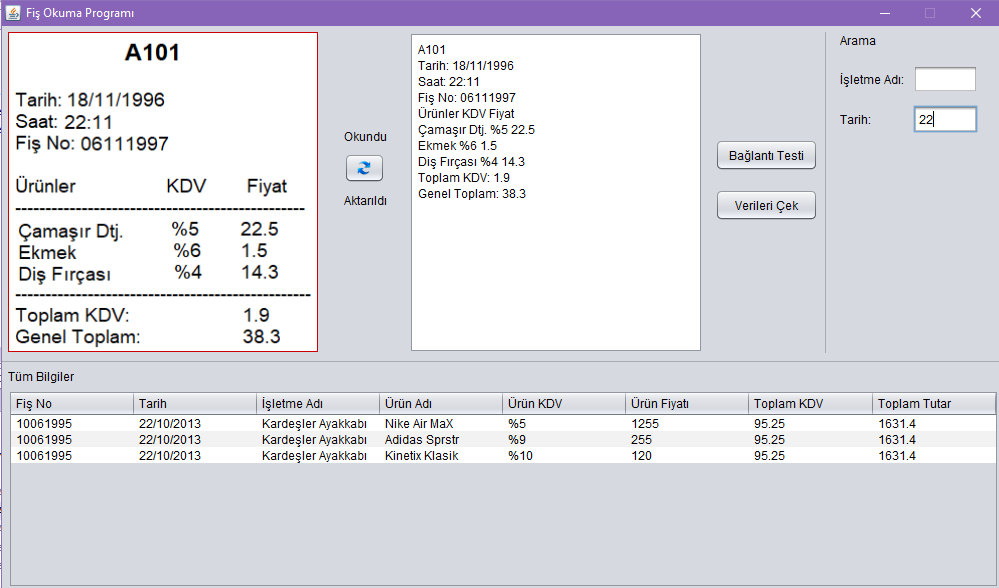 Fiş Okuma Programı
A101
Tarih: 18/11/1996
Saat: 22:11
Fiş No: 06111997
Ürünler KDV Fiyat
Çamaşır Dtj. %5 22.5
Ekmek %6 1.5
Diş Fırçası %4 14.3
Toplam KDV: 1.9
Genel Toplam: 38.3
Okundu
Aktarıldı
A101
Tarih: 18/11/1996
Saat: 22:11
Fiş No: 06111997
Ürünler KDV Fiyat
Çamaşır Dtj. %5 22.5
Ekmek %6 1.5
Diş Fırçası %4 14.3
Toplam KDV: 1.9
Genel Toplam: 38.3
Bağlantı Testi
Verileri Çek
Arama
İşletme Adı:
Tarih: 22
Tüm Bilgiler
Fiş No Tarih İşletme Adı Ürün Adı Ürün KDV Ürün Fiyatı Toplam KDV Toplam Tutar
10061995 22/10/2013 Kardeşler Ayakkabı Nike Air MaX %5 1255 95.25 1631.4
10061995 22/10/2013 Kardeşler Ayakkabı Adidas Sprstr %9 255 95.25 1631.4
10061995 22/10/2013 Kardeşler Ayakkabı Kinetix Klasik %10 120 95.25 1631.4